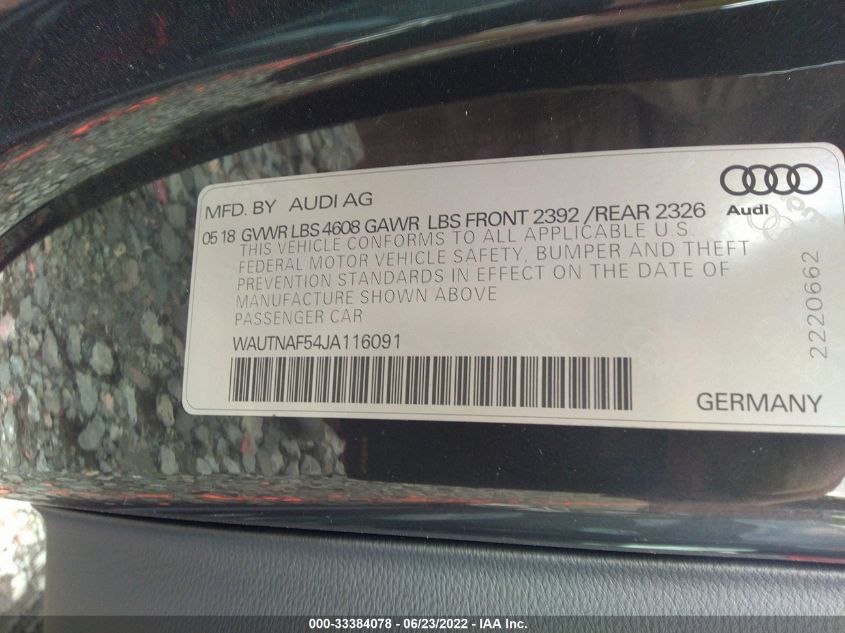 MFD. BY AUDI AG
Audi
05 18 GVWR LBS 4608 GAWR LBS FRONT 2392 /REAR 2326
THIS VEHICLE CONFORMS TO ALL APPLICABLE U.S.
FEDERAL MOTOR VEHICLE SAFETY, BUMPER AND THEFT
PREVENTION STANDARDS IN EFFECT ON THE DATE OF
MANUFACTURE SHOWN ABOVE
PASSENGER CAR
WAUTNAF54JA116091
2220662
GERMANY
000-33384078 - 06/23/2022 - IAA Inc.